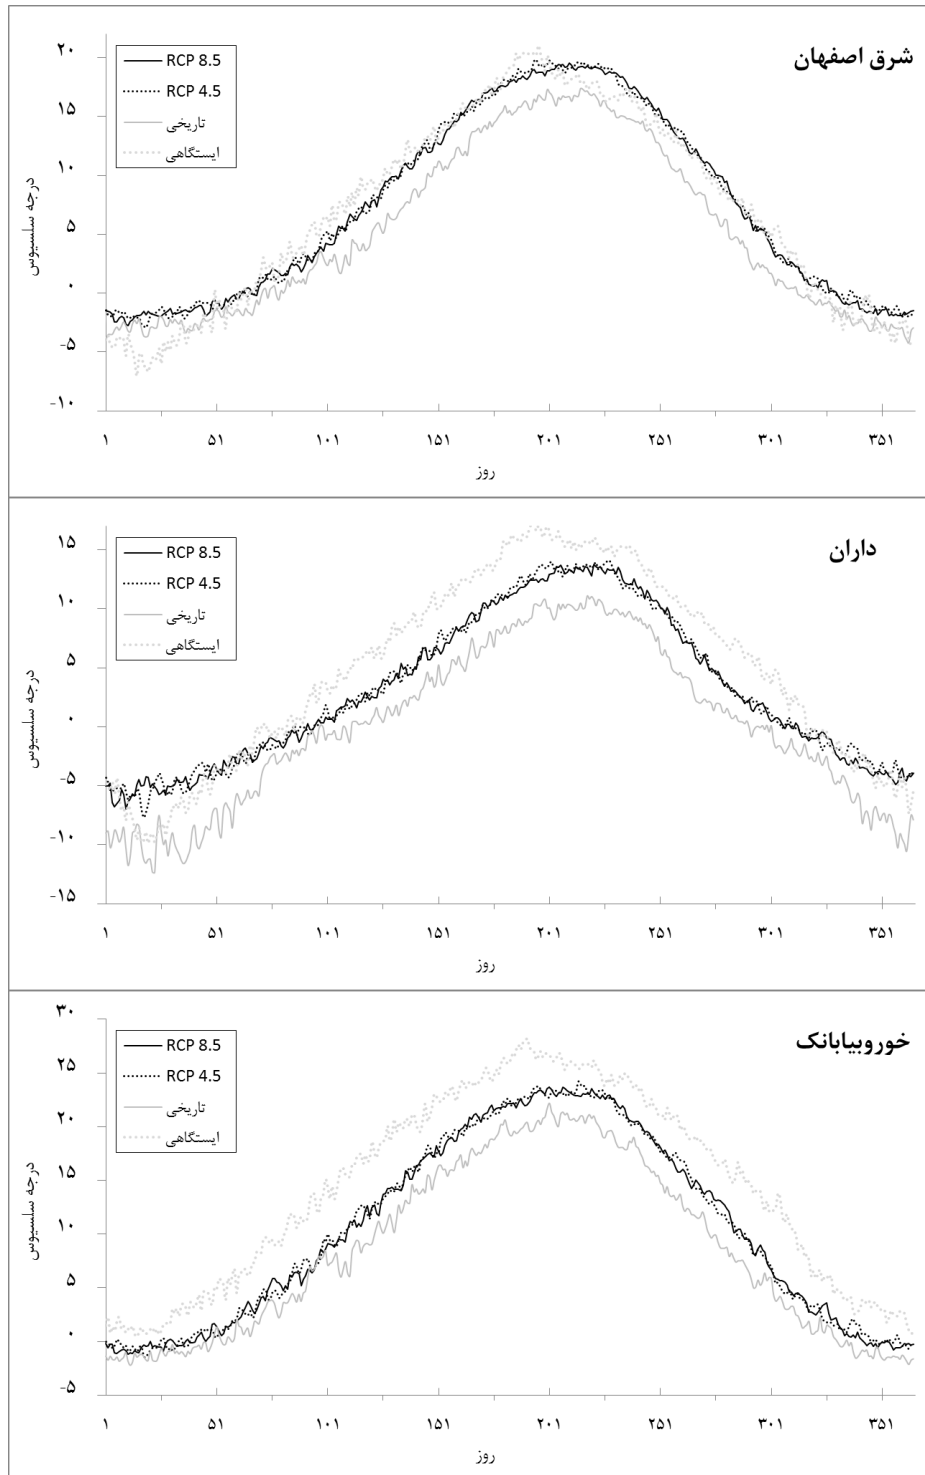 شرق اصفهان
RCP 8.5
RCP 4.5
تاریخی
ایستگاهی
درجه سلسیوس
۲۰
۱۵
۱۰
۵
۰
-۵
-۱۰
۱ ۵۱ ۱۰۱ ۱۵۱ ۲۰۱ ۲۵۱ ۳۰۱ ۳۵۱
روز
داران
RCP 8.5
RCP 4.5
تاریخی
ایستگاهی
درجه سلسیوس
۱۵
۱۰
۵
۰
-۵
-۱۰
-۱۵
۱ ۵۱ ۱۰۱ ۱۵۱ ۲۰۱ ۲۵۱ ۳۰۱ ۳۵۱
روز
خوروبیابانک
RCP 8.5
RCP 4.5
تاریخی
ایستگاهی
درجه سلسیوس
۳۰
۲۵
۲۰
۱۵
۱۰
۵
۰
-۵
۱ ۵۱ ۱۰۱ ۱۵۱ ۲۰۱ ۲۵۱ ۳۰۱ ۳۵۱
روز